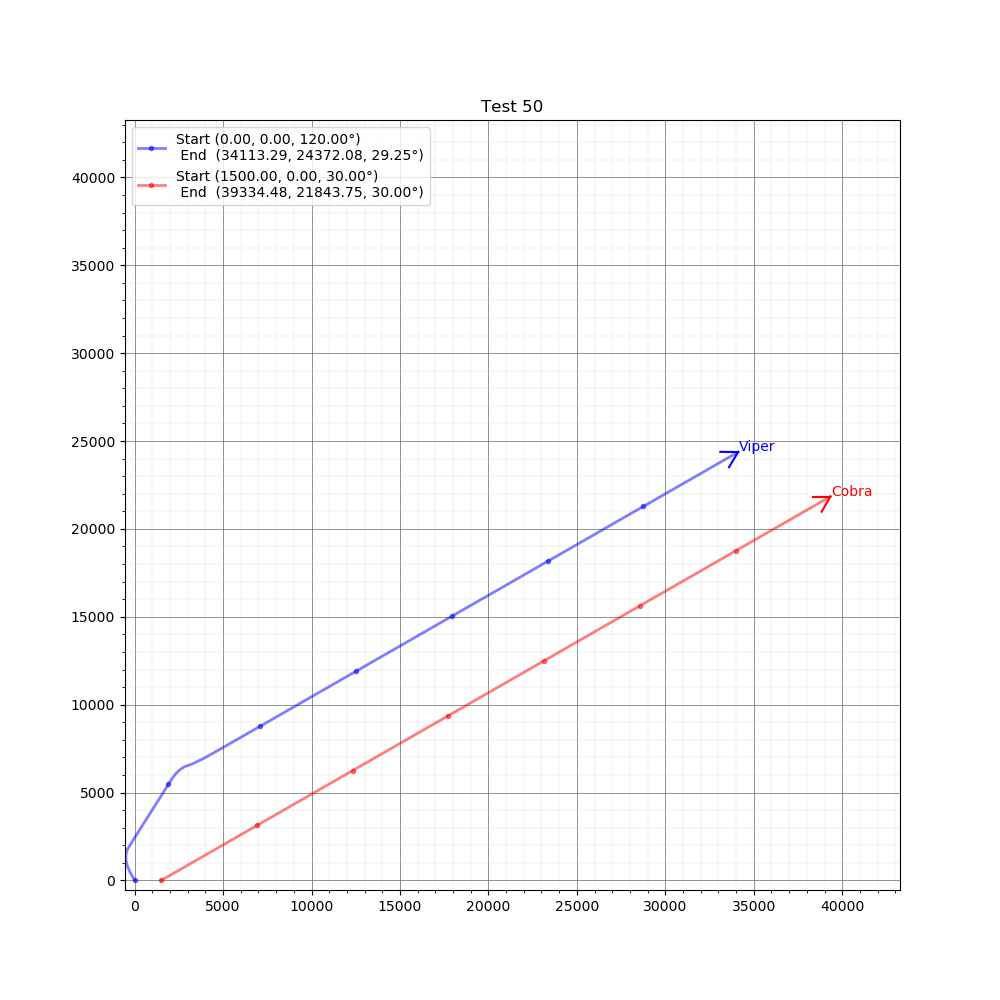 Test 50
Start (0.00, 0.00, 120.00°)
End  (34113.29, 24372.08, 29.25°)
Start (1500.00, 0.00, 30.00°)
End  (39334.48, 21843.75, 30.00°)
40000
35000
30000
25000
20000
15000
10000
5000
0
Viper
Cobra
0
5000
10000
15000
20000
25000
30000
35000
40000